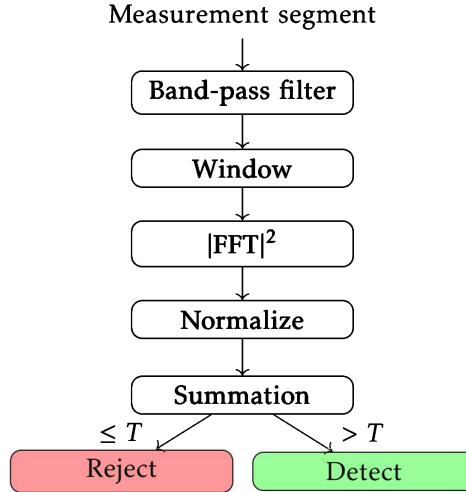 Measurement segment
Band-pass filter
Window
|FFT|²
Normalize
Summation
≤ T
> T
Reject
Detect